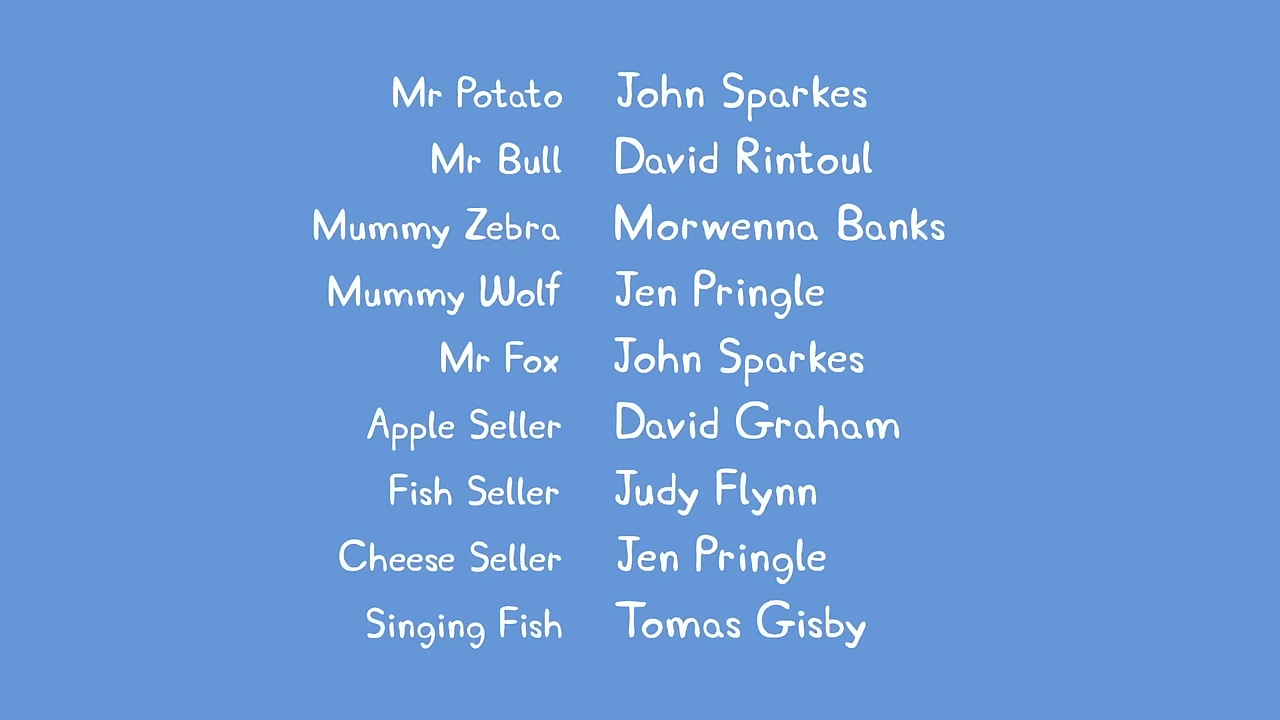 Mr Potato John Sparkes
Mr Bull David Rintoul
Mummy Zebra Morwenna Banks
Mummy Wolf Jen Pringle
Mr Fox John Sparkes
Apple Seller David Graham
Fish Seller Judy Flynn
Cheese Seller Jen Pringle
Singing Fish Tomas Gisby